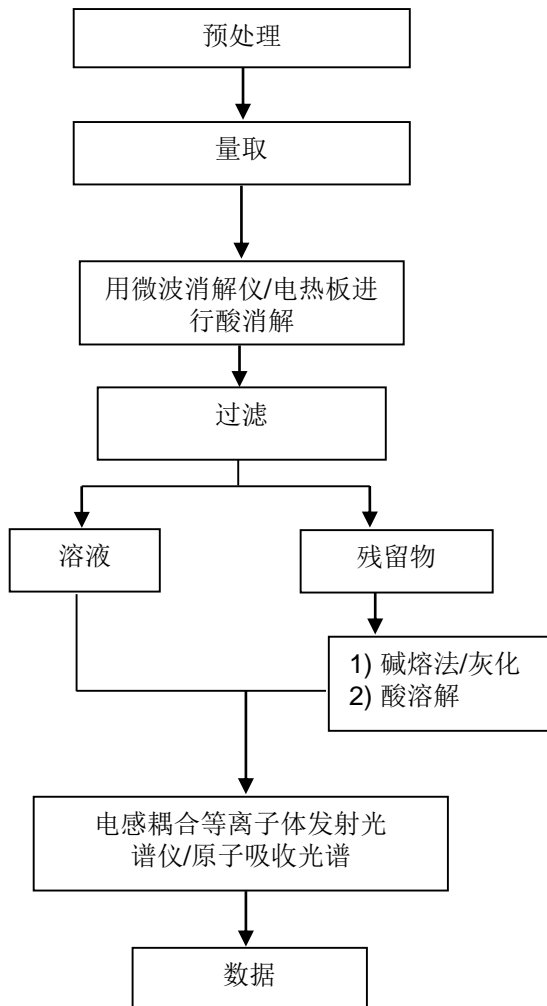 预处理
量取
用微波消解仪/电热板进
行酸消解
过滤
溶液
残留物
1) 碱熔法/灰化
2) 酸溶解
电感耦合等离子体发射光
谱仪/原子吸收光谱
数据